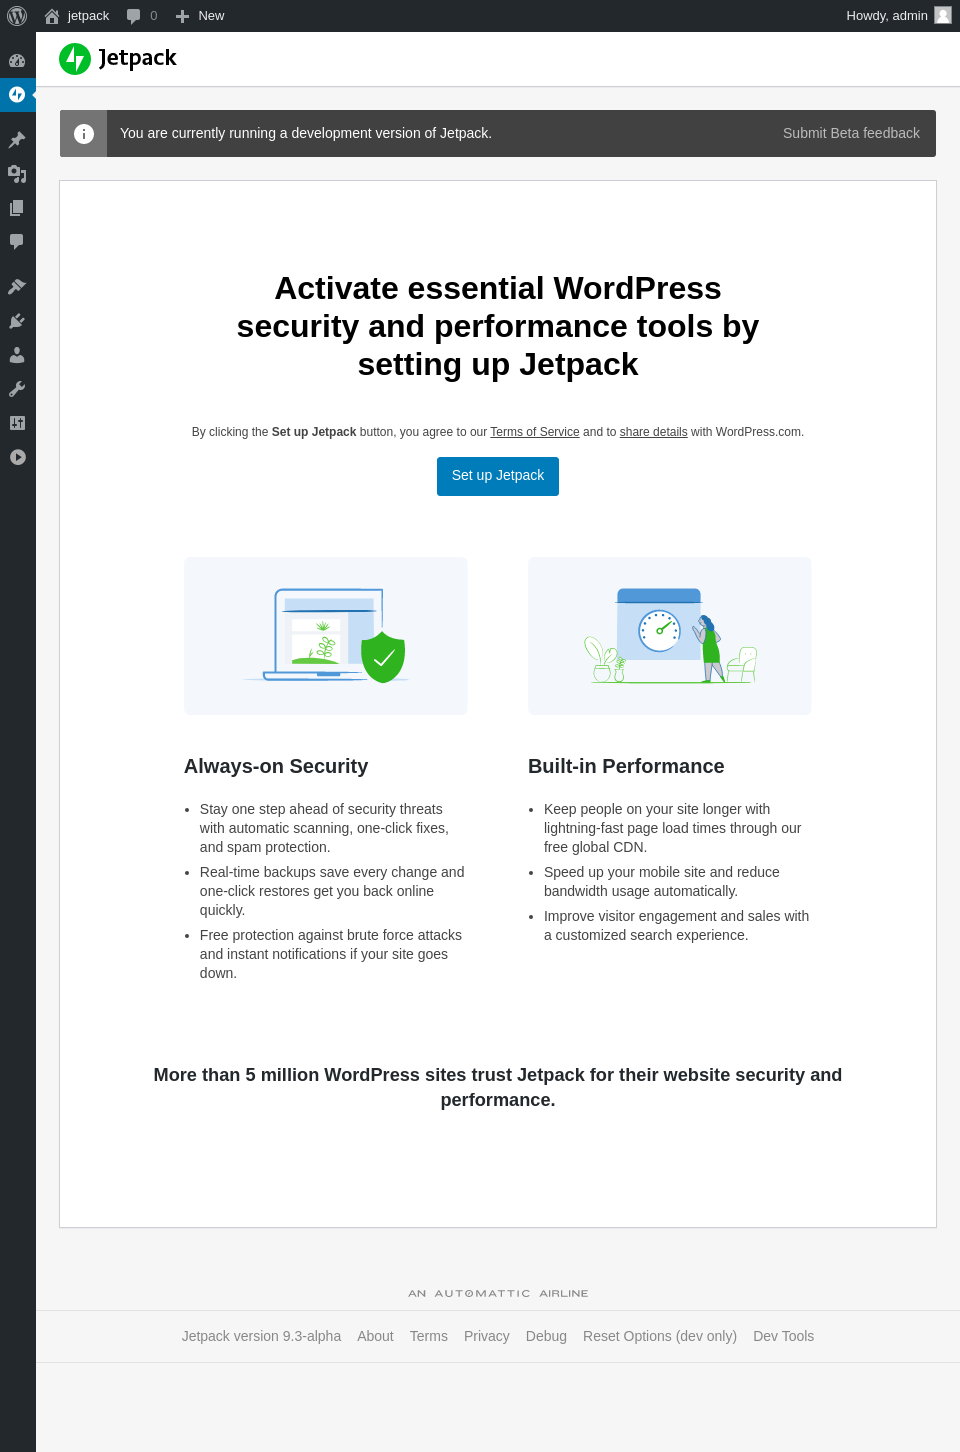 jetpack 0 New Howdy, admin
Jetpack
You are currently running a development version of Jetpack. Submit Beta feedback
Activate essential WordPress
security and performance tools by
setting up Jetpack
By clicking the Set up Jetpack button, you agree to our Terms of Service and to share details with WordPress.com.
Set up Jetpack
Always-on Security
• Stay one step ahead of security threats
with automatic scanning, one-click fixes,
and spam protection.
• Real-time backups save every change and
one-click restores get you back online
quickly.
• Free protection against brute force attacks
and instant notifications if your site goes
down.
Built-in Performance
• Keep people on your site longer with
lightning-fast page load times through our
free global CDN.
• Speed up your mobile site and reduce
bandwidth usage automatically.
• Improve visitor engagement and sales with
a customized search experience.
More than 5 million WordPress sites trust Jetpack for their website security and
performance.
AN AUTOMATTIC AIRLINE
Jetpack version 9.3-alpha About Terms Privacy Debug Reset Options (dev only) Dev Tools